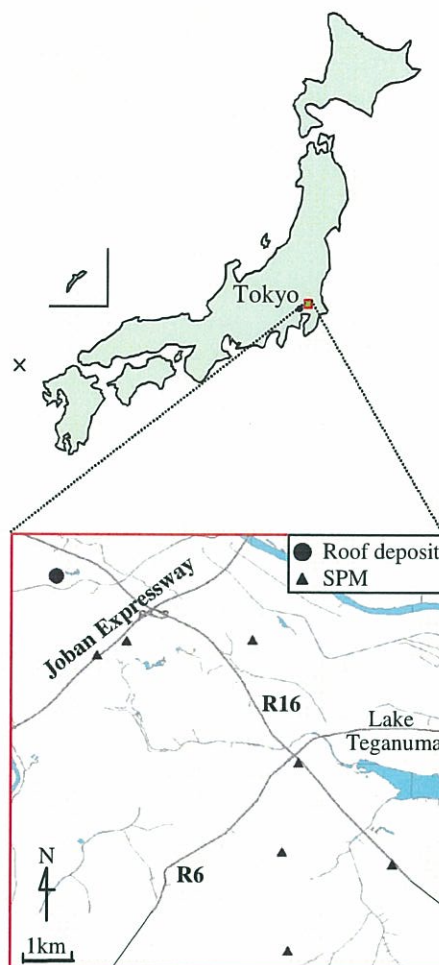 Tokyo
×
Roof deposit
SPM
Joban Expressway
R16
Lake
Teganuma
R6
N
1km